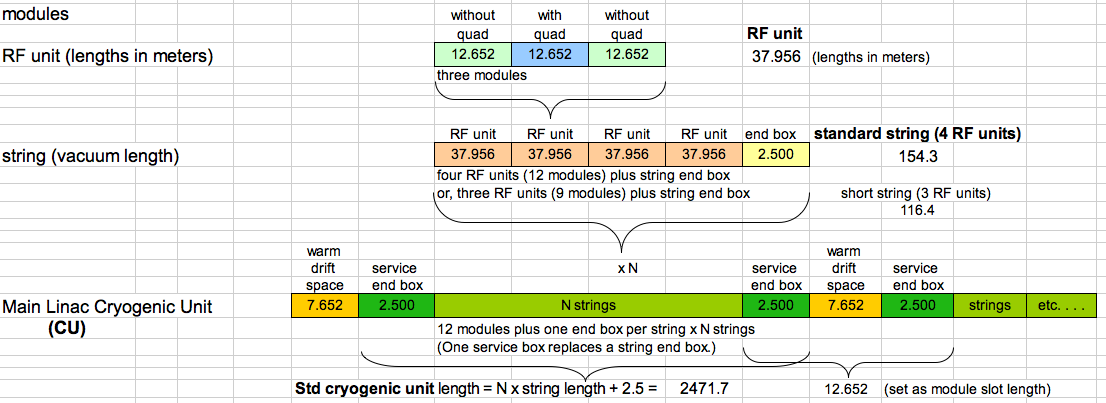 modules
without with without
quad quad quad
RF unit
RF unit (lengths in meters) 12.652 12.652 12.652 37.956 (lengths in meters)
three modules
RF unit RF unit RF unit RF unit end box standard string (4 RF units)
string (vacuum length) 37.956 37.956 37.956 37.956 2.500 154.3
four RF units (12 modules) plus string end box
or, three RF units (9 modules) plus string end box short string (3 RF units)
116.4
warm warm
drift service x N service drift service
space end box end box space end box
Main Linac Cryogenic Unit 7.652 2.500 N strings 2.500 7.652 2.500 strings etc. . . .
(CU) 12 modules plus one end box per string x N strings
(One service box replaces a string end box.)
Std cryogenic unit length = N x string length + 2.5 = 2471.7 12.652 (set as module slot length)